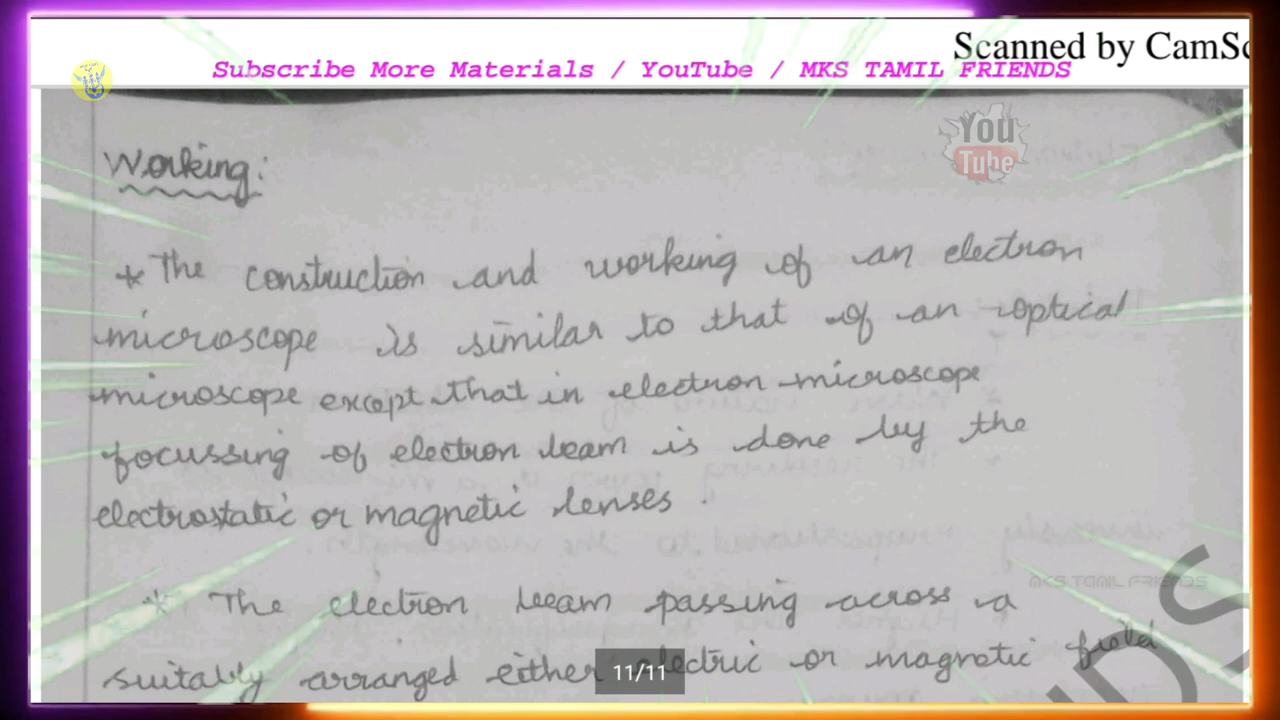 Scanned by CamSc
Subscribe More Materials / YouTube / MKS TAMIL FRIENDS
You
Tube
Working:
* The construction and working of an electron
microscope is similar to that of an optical
microscope except that in electron microscope
focussing of electron beam is done by the
electrostatic or magnetic lenses.
MKS TAMIL FRIENDS
* The electron beam passing across a
suitably arranged either electric or magnetic field
11/11
NDS